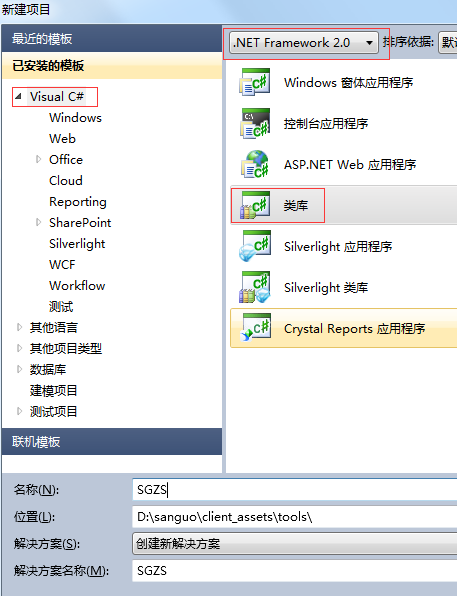 新建项目
最近的模板
已安装的模板
Visual C#
Windows
Web
Office
Cloud
Reporting
SharePoint
Silverlight
WCF
Workflow
测试
其他语言
其他项目类型
数据库
建模项目
测试项目
联机模板
.NET Framework 2.0 排序依据: 默认
Windows 窗体应用程序
控制台应用程序
ASP.NET Web 应用程序
类库
Silverlight 应用程序
Silverlight 类库
Crystal Reports 应用程序
名称(N): SGZS
位置(L): D:\sanguo\client_assets\tools\
解决方案(S): 创建新解决方案
解决方案名称(M): SGZS